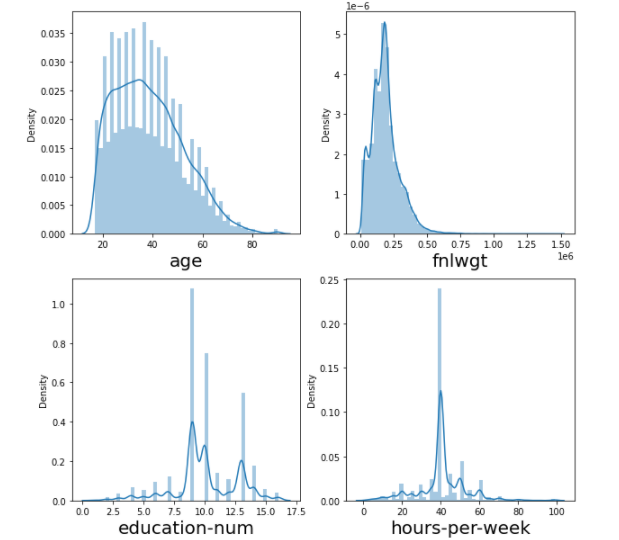 1e−6
0.035
0.030
0.025
0.020
0.015
0.010
0.005
0.000
Density
20 40 60 80
age
5
4
3
2
1
0
Density
0.00 0.25 0.50 0.75 1.00 1.25 1.50
1e6
fnlwgt
1.0
0.8
0.6
0.4
0.2
0.0
Density
0.0 2.5 5.0 7.5 10.0 12.5 15.0 17.5
education-num
0.25
0.20
0.15
0.10
0.05
0.00
Density
0 20 40 60 80 100
hours-per-week